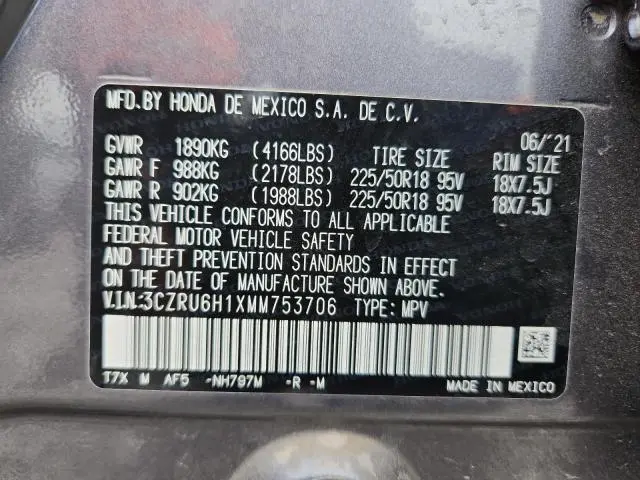 MFD.BY HONDA DE MEXICO S.A. DE C.V.
06/'21
GVWR 1890KG (4166LBS) TIRE SIZE RIM SIZE
GAWR F 988KG (2178LBS) 225/50R18 95V 18X7.5J
GAWR R 902KG (1988LBS) 225/50R18 95V 18X7.5J
THIS VEHICLE CONFORMS TO ALL APPLICABLE
FEDERAL MOTOR VEHICLE SAFETY
AND THEFT PREVENTION STANDARDS IN EFFECT
ON THE DATE OF MANUFACTURE SHOWN ABOVE.
V.I.N.:3CZRU6H1XMM753706 TYPE: MPV
T7X M AF5 -NH797M -R -M
MADE IN MEXICO